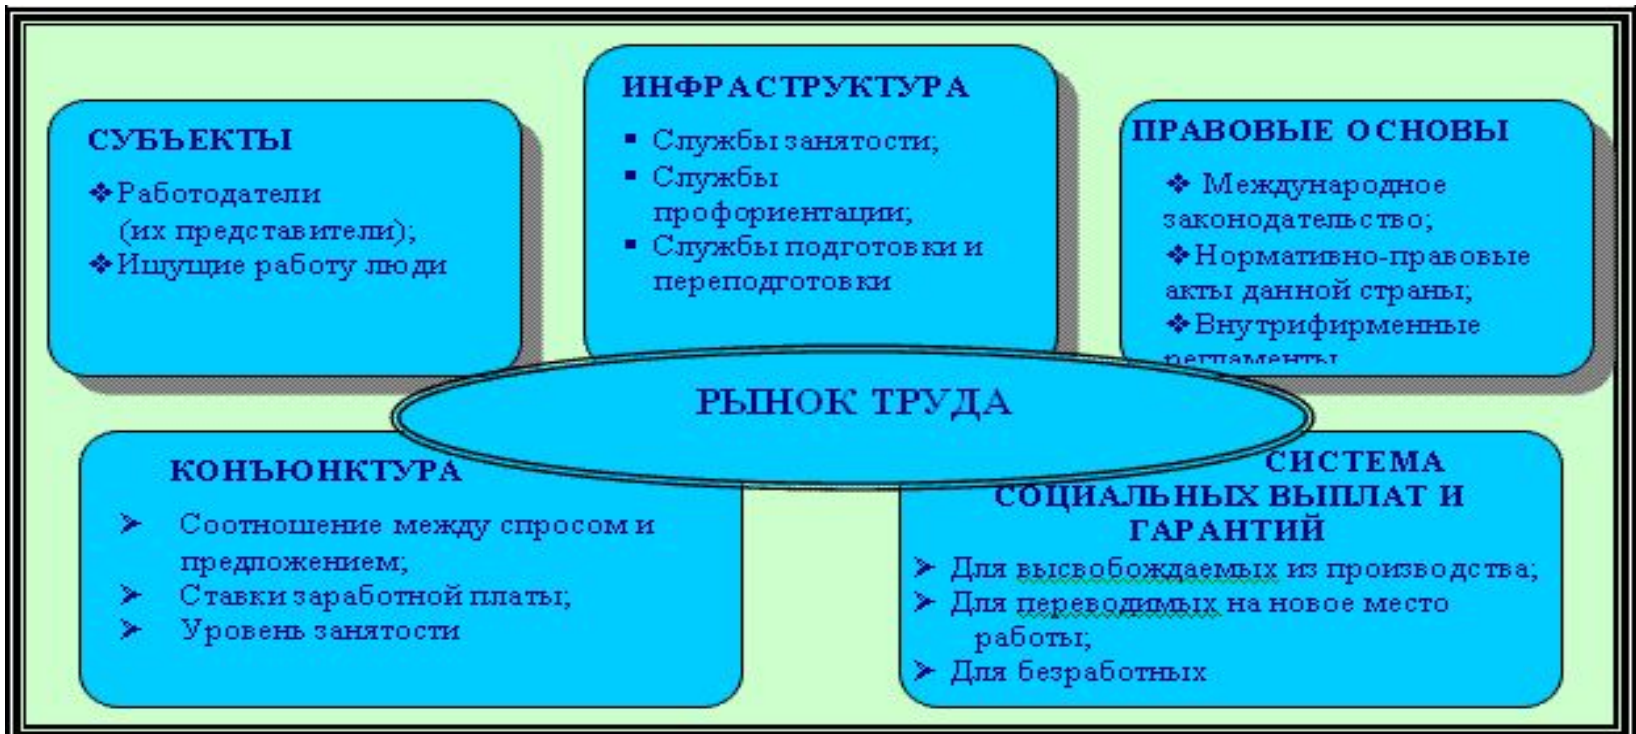 СУБЪЕКТЫ
❖Работодатели
(их представители);
❖Ищущие работу люди
ИНФРАСТРУКТУРА
▪ Службы занятости;
▪ Службы
профориентации;
▪ Службы подготовки и
переподготовки
ПРАВОВЫЕ ОСНОВЫ
❖ Международное
законодательство;
❖Нормативно-правовые
акты данной страны;
❖Внутрифирменные
регламенты
РЫНОК ТРУДА
КОНЪЮНКТУРА
➢ Соотношение между спросом и
предложением;
➢ Ставки заработной платы;
➢ Уровень занятости
СИСТЕМА
СОЦИАЛЬНЫХ ВЫПЛАТ И
ГАРАНТИЙ
➢ Для высвобождаемых из производства;
➢ Для переводимых на новое место
работы;
➢ Для безработных